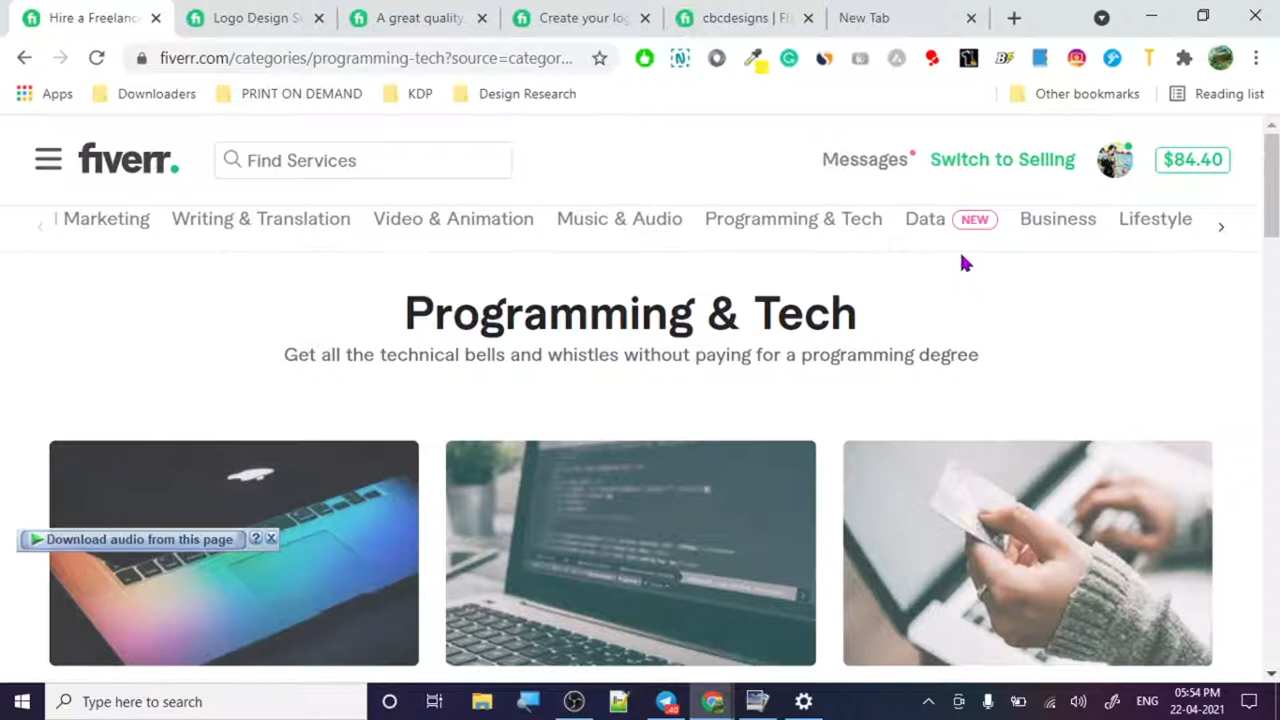 Hire a Freelance
Logo Design S
A great quality
Create your log
cbcdesigns | F
New Tab
fiverr.com/categories/programming-tech?source=categor...
Apps
Downloaders
PRINT ON DEMAND
KDP
Design Research
Other bookmarks
Reading list
fiverr.
Find Services
Messages
Switch to Selling
$84.40
Marketing
Writing & Translation
Video & Animation
Music & Audio
Programming & Tech
Data NEW
Business
Lifestyle
Programming & Tech
Get all the technical bells and whistles without paying for a programming degree
Download audio from this page
Type here to search
40
ENG
05:54 PM
22-04-2021